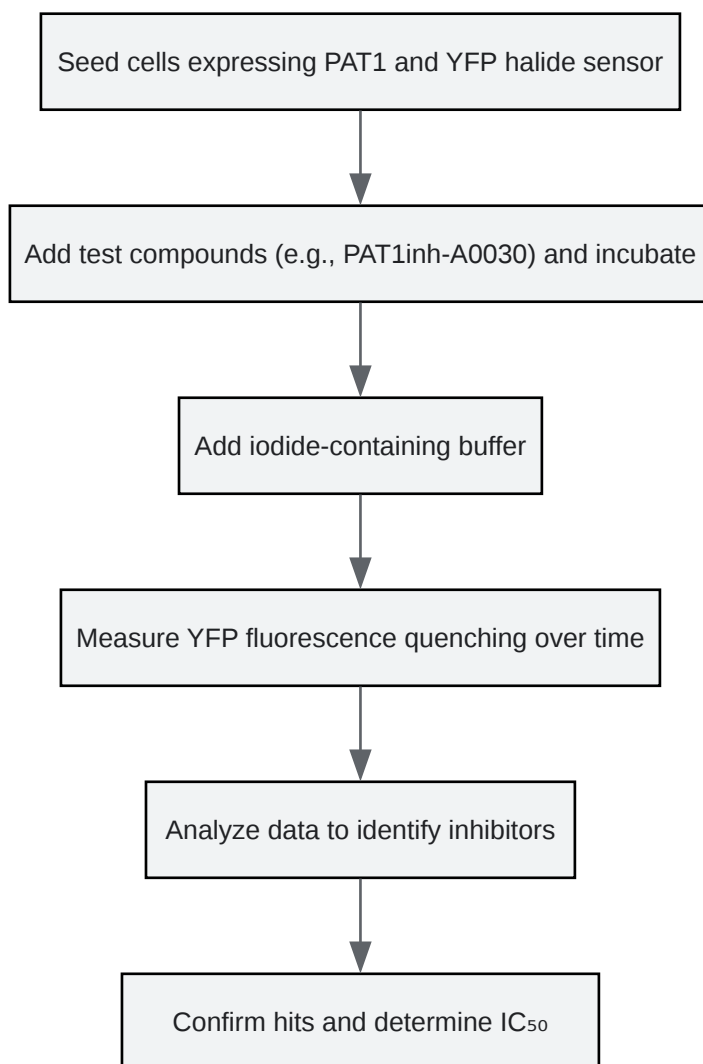 Seed cells expressing PAT1 and YFP halide sensor
Add test compounds (e.g., PAT1inh-A0030) and incubate
Add iodide-containing buffer
Measure YFP fluorescence quenching over time
Analyze data to identify inhibitors
Confirm hits and determine IC₅₀